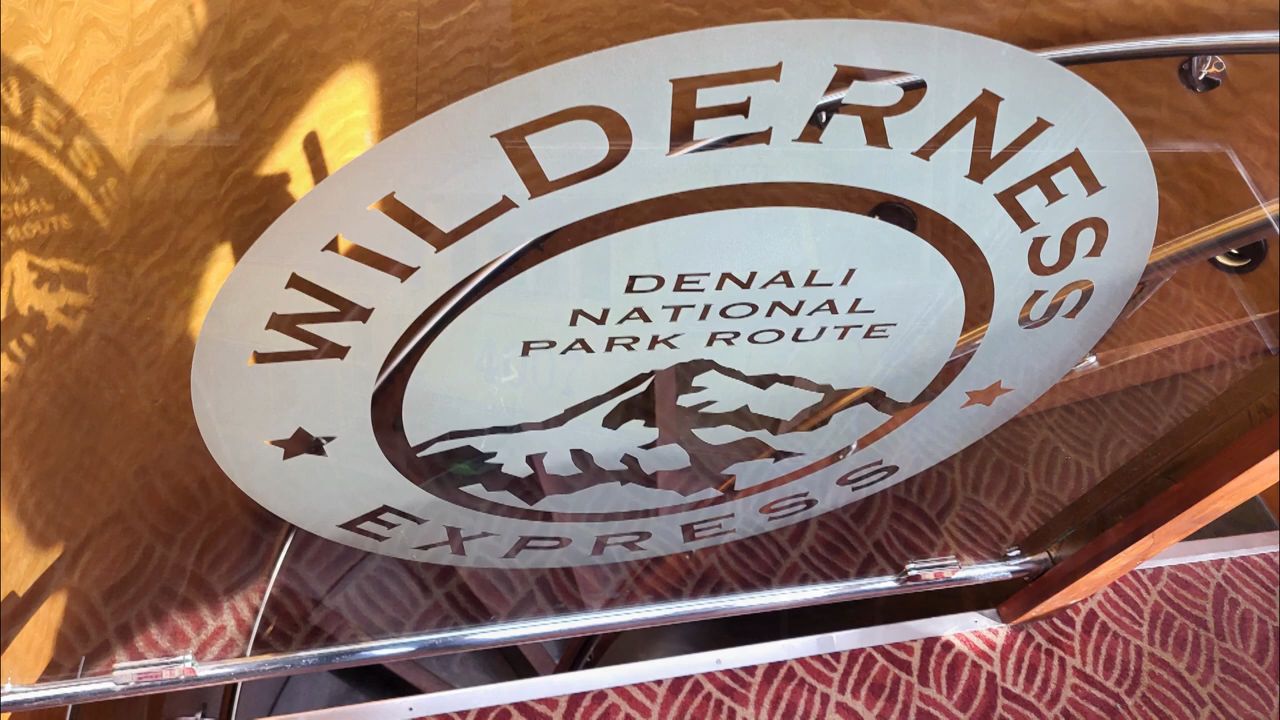 WILDERNESS
DENALI
NATIONAL
PARK ROUTE
EXPRESS